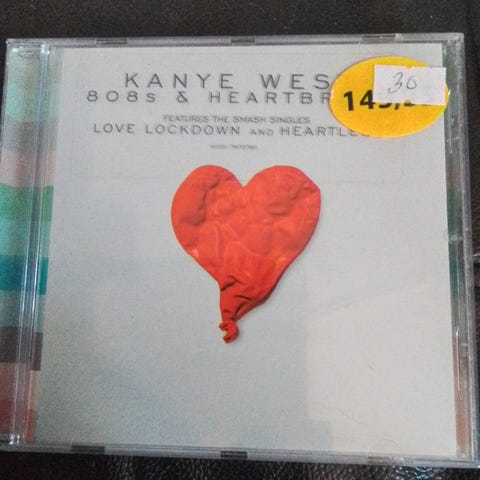 KANYE WES
808s & HEARTBR
FEATURES THE SMASH SINGLES
LOVE LOCKDOWN AND HEARTLE
30